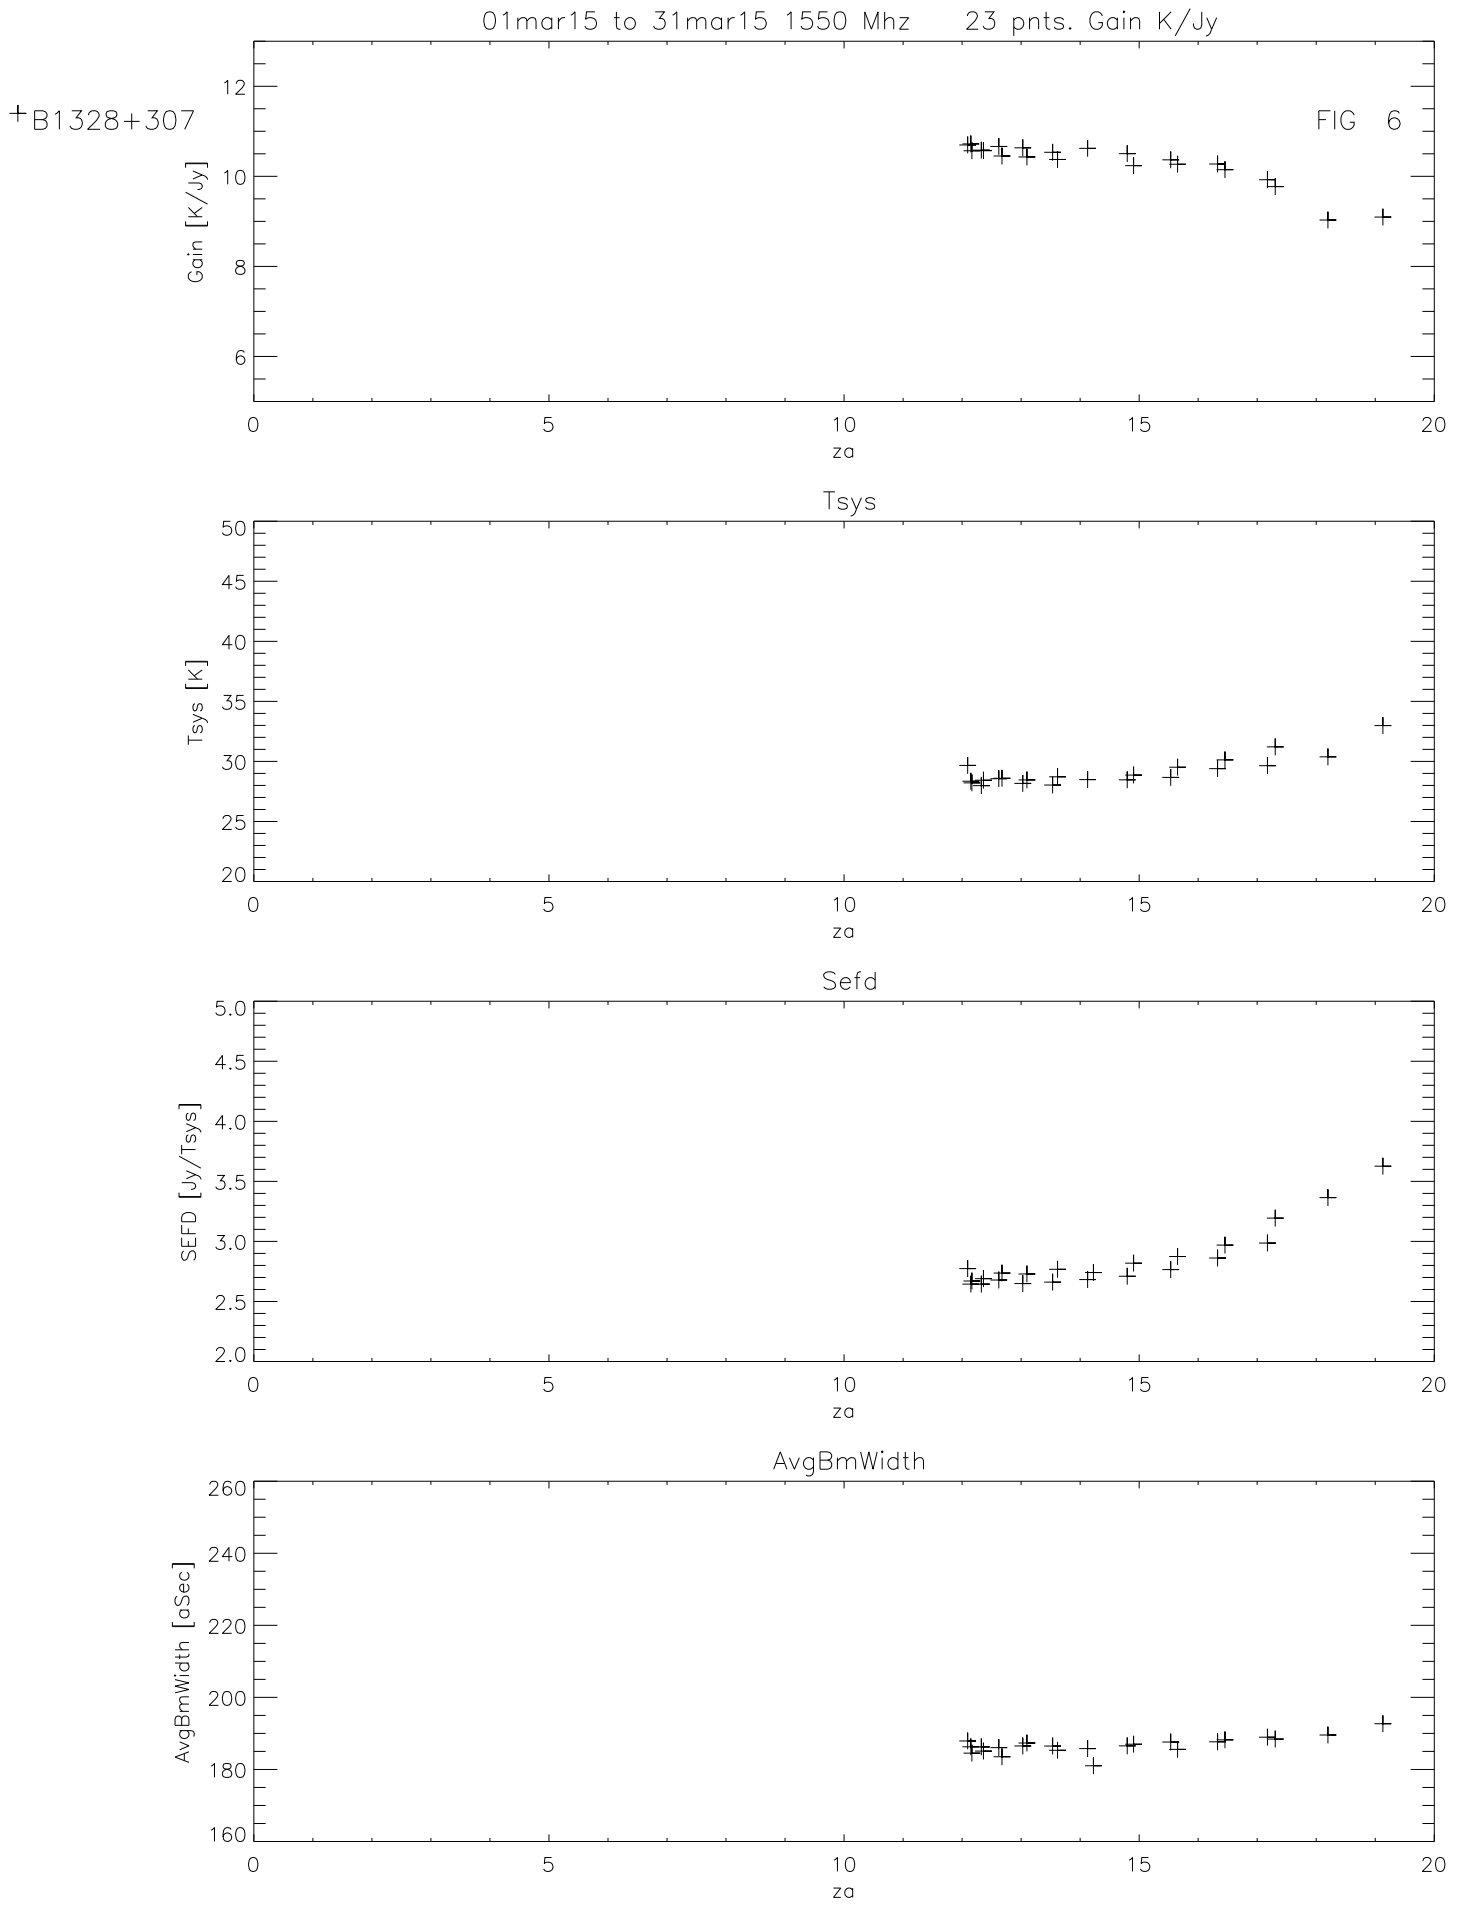 01mar15 to 31mar15 1550 Mhz 23 pnts. Gain K/Jy
+B1328+307
FIG 6
Gain [K/Jy]
12
10
8
6
0 5 10 15 20
za
Tsys
Tsys [K]
50
45
40
35
30
25
20
0 5 10 15 20
za
Sefd
SEFD [Jy/Tsys]
5.0
4.5
4.0
3.5
3.0
2.5
2.0
0 5 10 15 20
za
AvgBmWidth
AvgBmWidth [aSec]
260
240
220
200
180
160
0 5 10 15 20
za